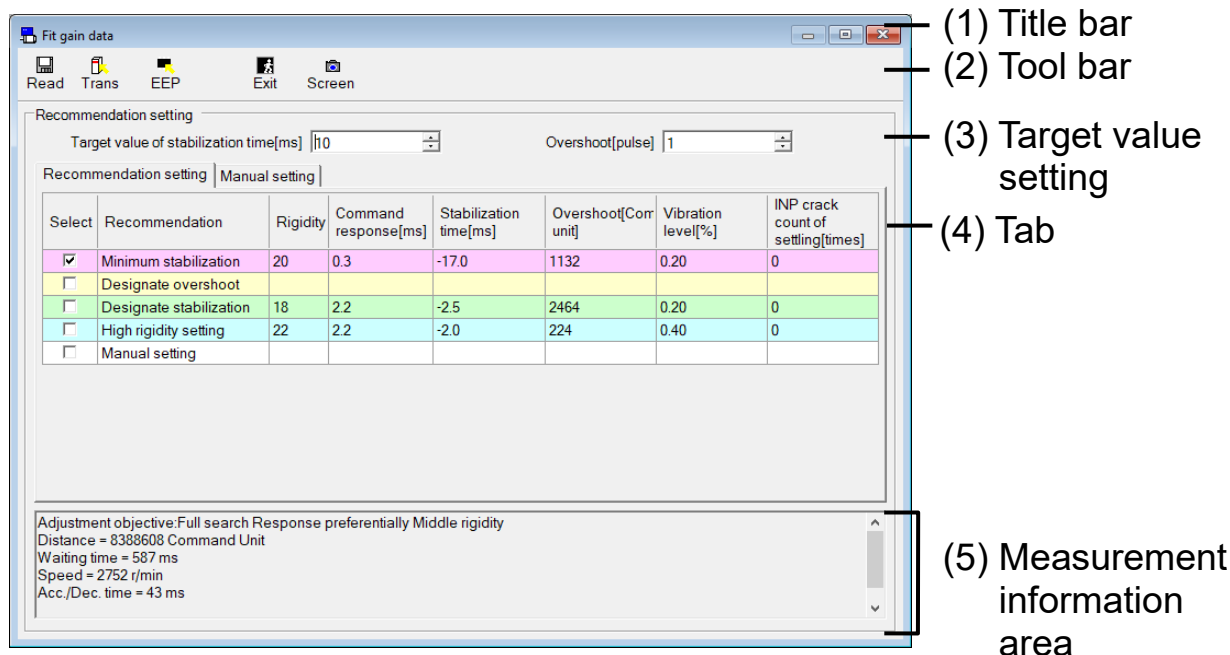 Fit gain data
(1) Title bar
Read Trans EEP Exit Screen
(2) Tool bar
Recommendation setting
Target value of stabilization time[ms] 10 Overshoot[pulse] 1
(3) Target value
setting
Recommendation setting Manual setting
Select Recommendation Rigidity Command
response[ms] Stabilization
time[ms] Overshoot[Com
unit] Vibration
level[%] INP crack
count of
settling[times]
(4) Tab
Minimum stabilization 20 0.3 -17.0 1132 0.20 0
Designate overshoot
Designate stabilization 18 2.2 -2.5 2464 0.20 0
High rigidity setting 22 2.2 -2.0 224 0.40 0
Manual setting
Adjustment objective:Full search Response preferentially Middle rigidity
Distance = 8388608 Command Unit
Waiting time = 587 ms
Speed = 2752 r/min
Acc./Dec. time = 43 ms
(5) Measurement
information
area